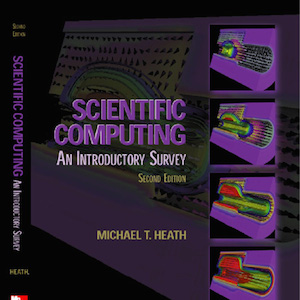 SECOND
EDITION
SCIENTIFIC COMPUTING
AN INTRODUCTORY SURVEY
HEATH
SCIENTIFIC
COMPUTING
AN INTRODUCTORY SURVEY
SECOND EDITION
MICHAEL T. HEATH